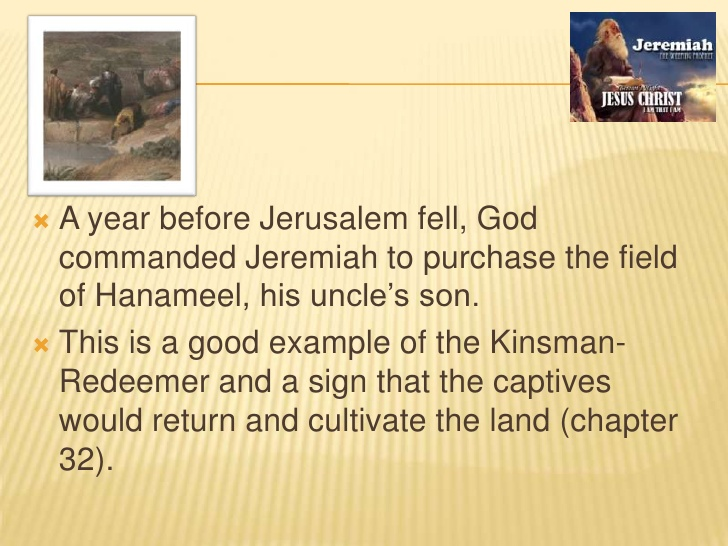 Jeremiah
THE WEEPING PROPHET
JESUS CHRIST
I AM THAT I AM
A year before Jerusalem fell, God
commanded Jeremiah to purchase the field
of Hanameel, his uncle’s son.
This is a good example of the Kinsman-
Redeemer and a sign that the captives
would return and cultivate the land (chapter
32).